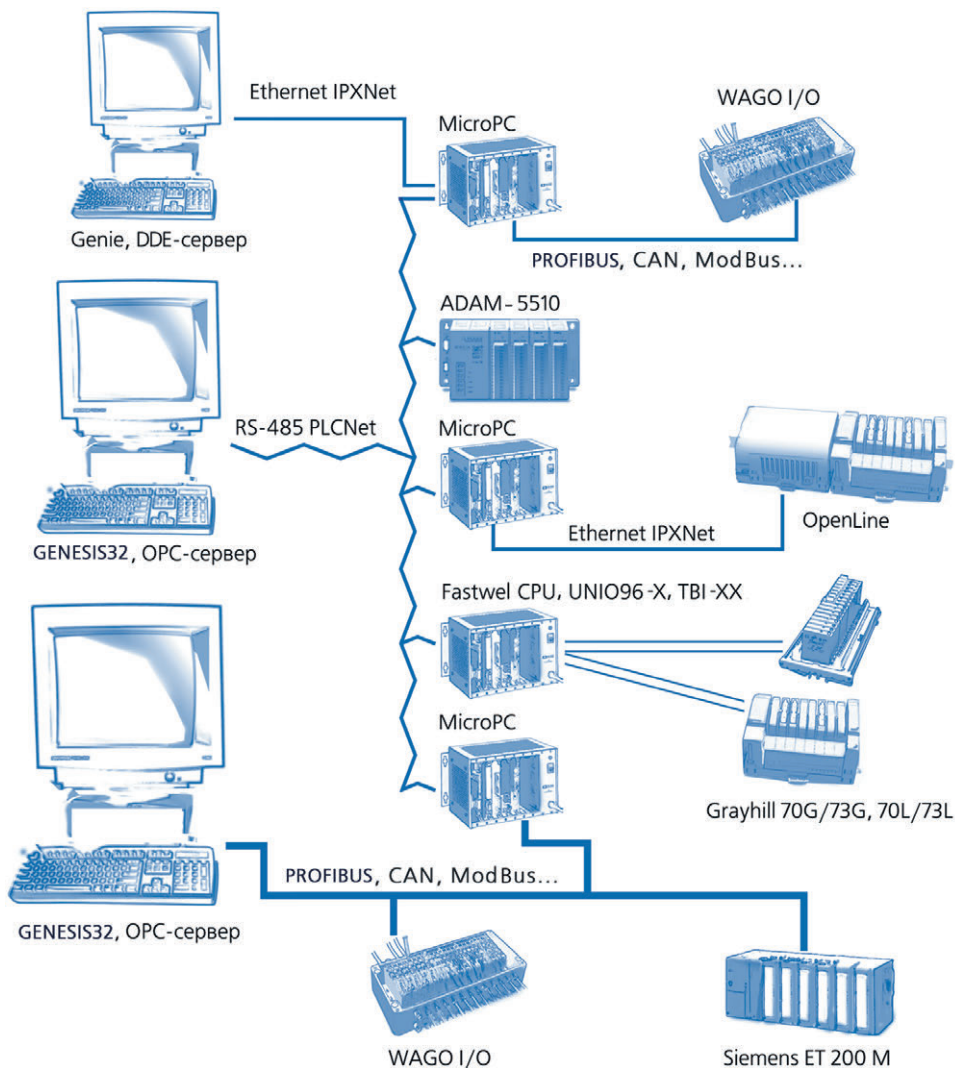 Ethernet IPXNet
WAGO I/O
MicroPC
Genie, DDE-сервер
PROFIBUS, CAN, ModBus...
ADAM-5510
RS-485 PLCNet
MicroPC
OpenLine
Ethernet IPXNet
GENESIS32, OPC-сервер
Fastwel CPU, UNIO96-X, TBI-XX
MicroPC
Grayhill 70G/73G, 70L/73L
PROFIBUS, CAN, ModBus...
GENESIS32, OPC-сервер
WAGO I/O
Siemens ET 200 M